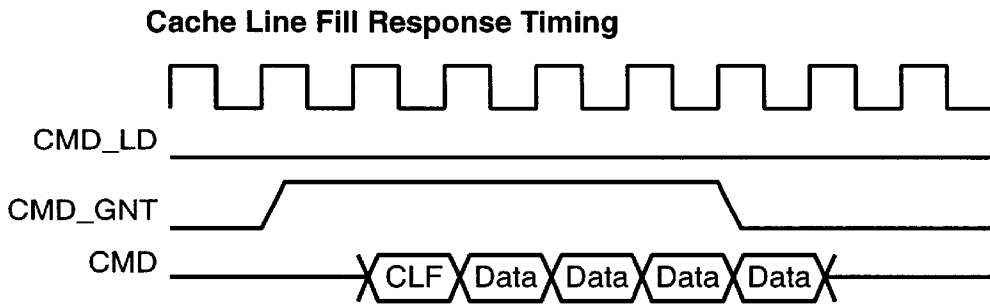 Cache Line Fill Response Timing
CMD_LD
CMD_GNT
CMD CLF Data Data Data Data